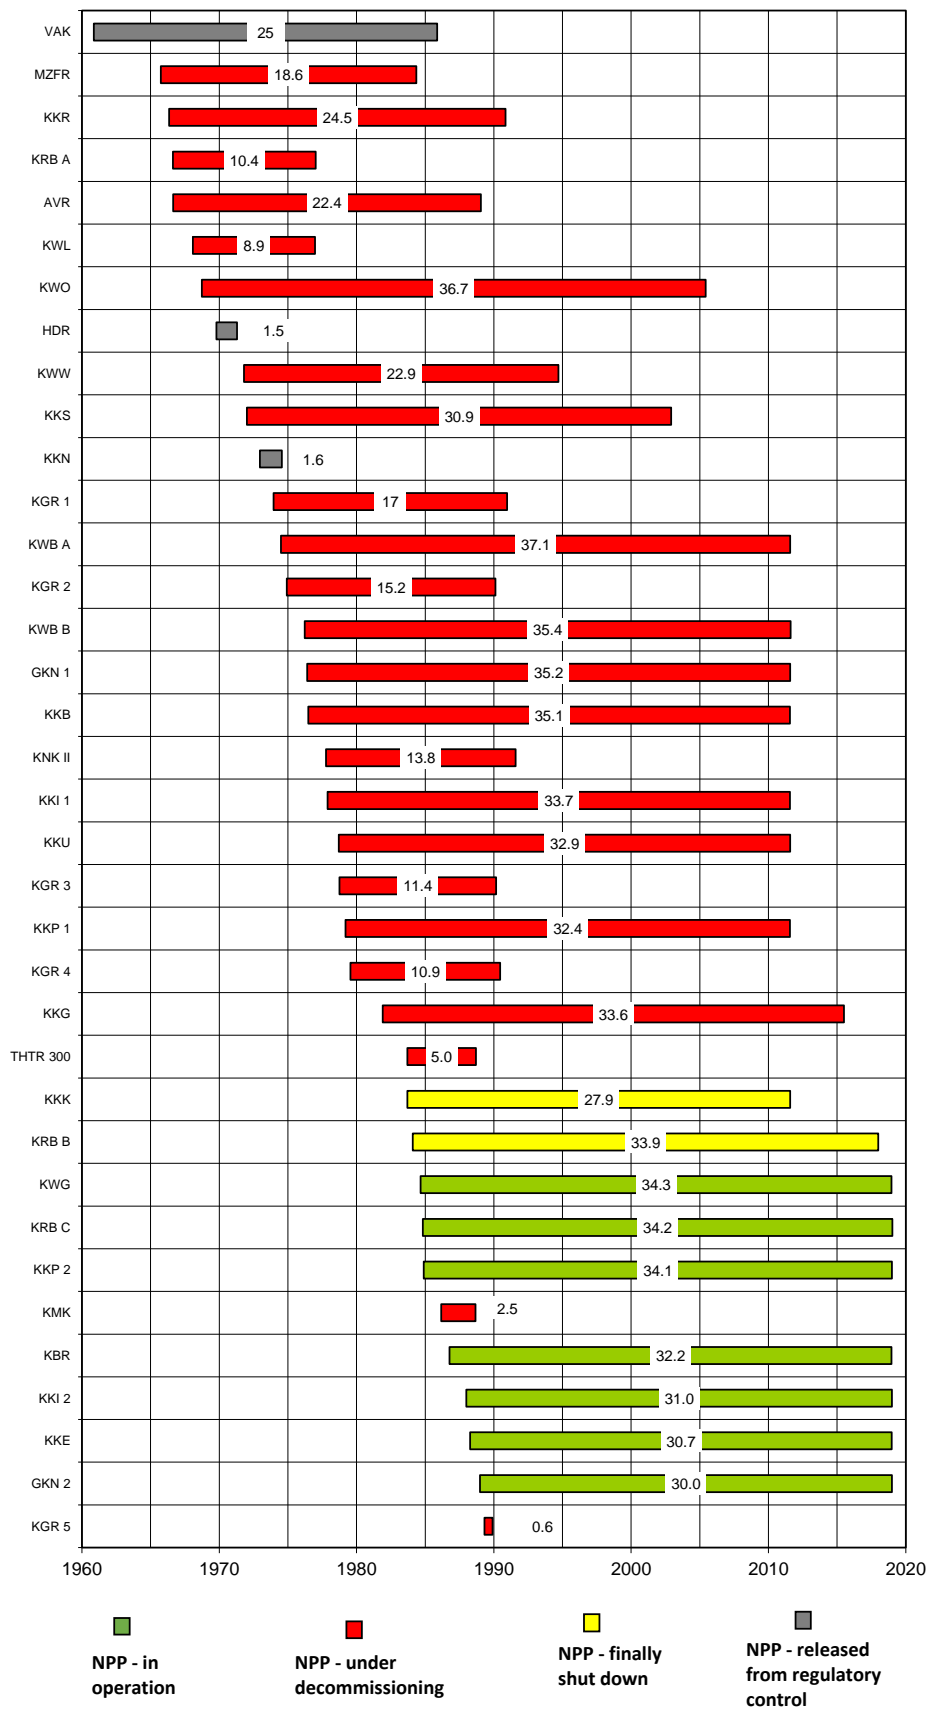 VAK 25
MZFR 18.6
KKR 24.5
KRB A 10.4
AVR 22.4
KWL 8.9
KWO 36.7
HDR 1.5
KWW 22.9
KKS 30.9
KKN 1.6
KGR 1 17
KWB A 37.1
KGR 2 15.2
KWB B 35.4
GKN 1 35.2
KKB 35.1
KNK II 13.8
KKI 1 33.7
KKU 32.9
KGR 3 11.4
KKP 1 32.4
KGR 4 10.9
KKG 33.6
THTR 300 5.0
KKK 27.9
KRB B 33.9
KWG 34.3
KRB C 34.2
KKP 2 34.1
KMK 2.5
KBR 32.2
KKI 2 31.0
KKE 30.7
GKN 2 30.0
KGR 5 0.6
1960 1970 1980 1990 2000 2010 2020
NPP - in
operation
NPP - under
decommissioning
NPP - finally
shut down
NPP - released
from regulatory
control